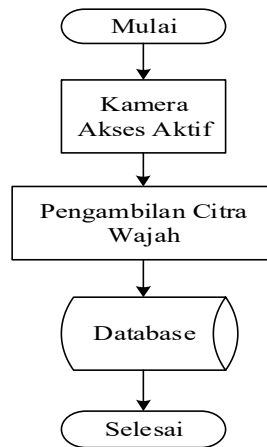 Mulai
Kamera
Akses Aktif
Pengambilan Citra
Wajah
Database
Selesai